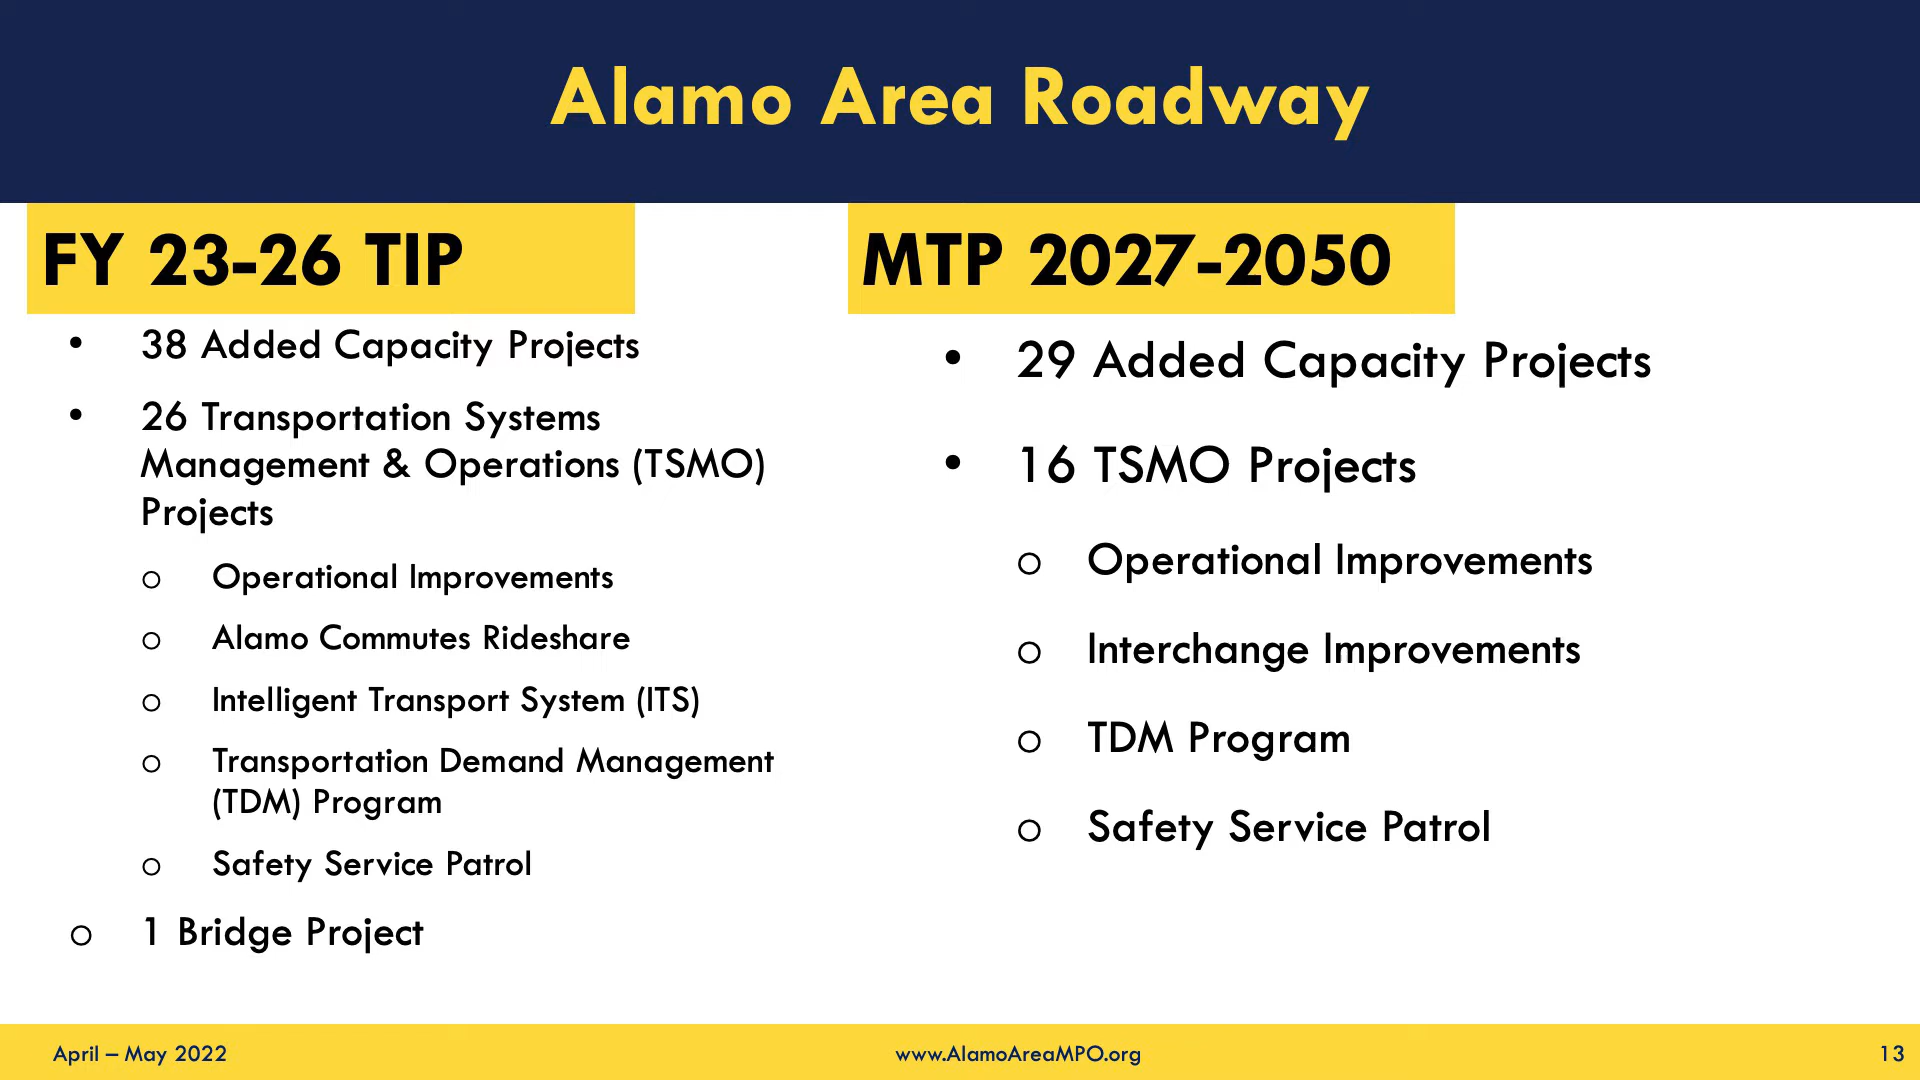 Alamo Area Roadway
FY 23-26 TIP
• 38 Added Capacity Projects
• 26 Transportation Systems
Management & Operations (TSMO)
Projects
o Operational Improvements
o Alamo Commutes Rideshare
o Intelligent Transport System (ITS)
o Transportation Demand Management
(TDM) Program
o Safety Service Patrol
o 1 Bridge Project
MTP 2027-2050
• 29 Added Capacity Projects
• 16 TSMO Projects
o Operational Improvements
o Interchange Improvements
o TDM Program
o Safety Service Patrol
April – May 2022
www.AlamoAreaMPO.org
13